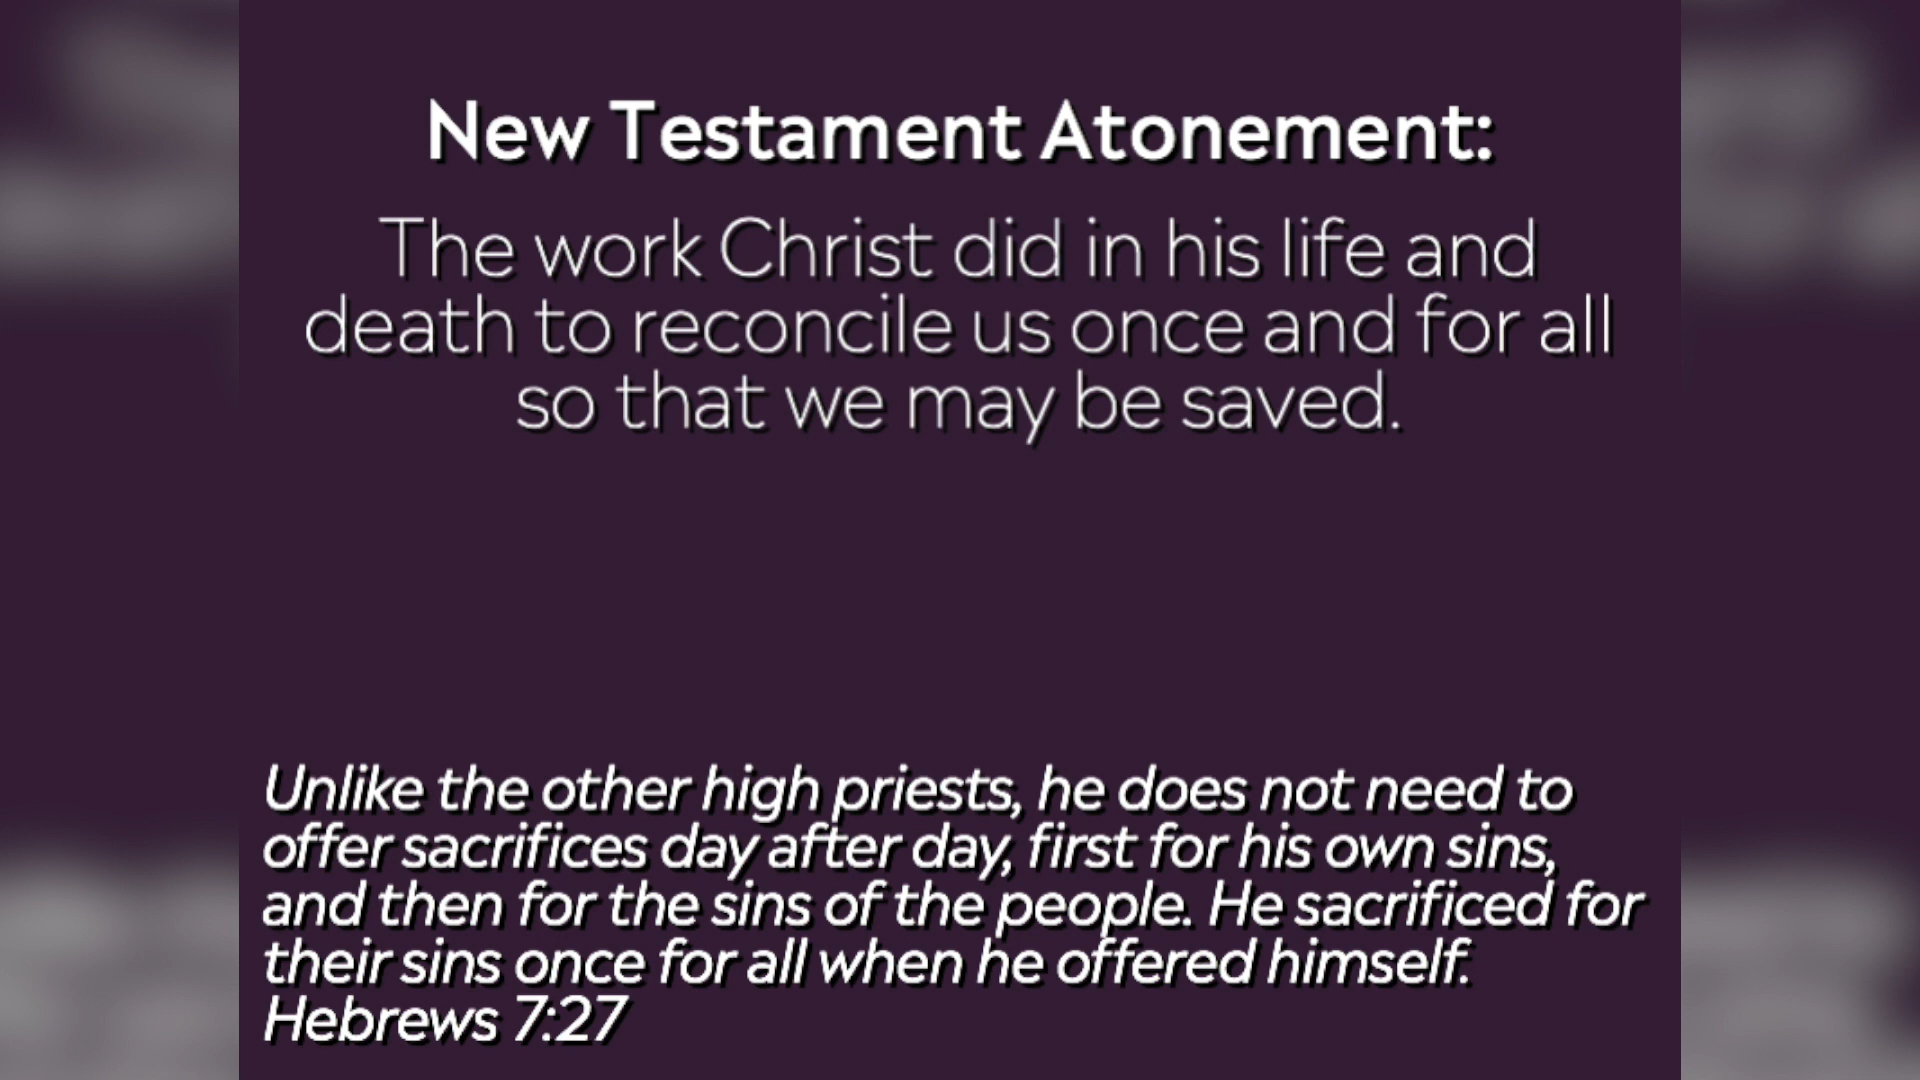 New Testament Atonement:
The work Christ did in his life and
death to reconcile us once and for all
so that we may be saved.
Unlike the other high priests, he does not need to
offer sacrifices day after day, first for his own sins,
and then for the sins of the people. He sacrificed for
their sins once for all when he offered himself.
Hebrews 7:27